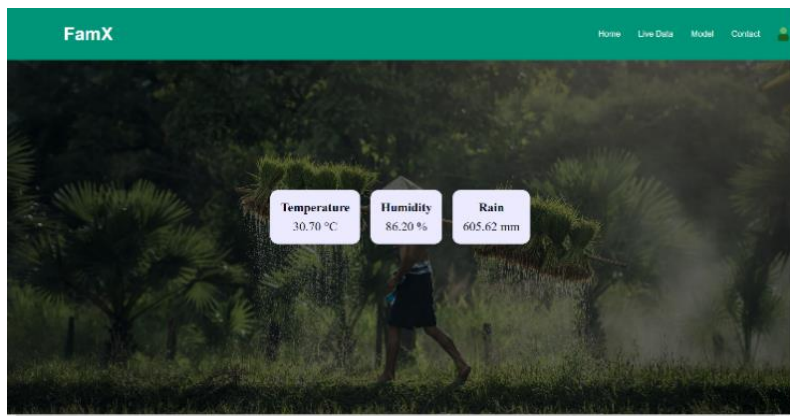 FamX
Home Live Data Model Contact
Temperature Humidity Rain
30.70 °C 86.20 % 605.62 mm